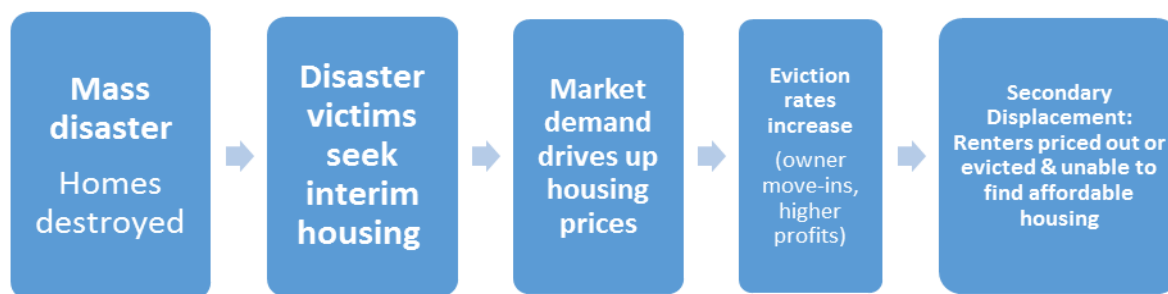 Mass
disaster
Homes
destroyed
Disaster
victims
seek
interim
housing
Market
demand
drives up
housing
prices
Eviction
rates
increase
(owner
move-ins,
higher
profits)
Secondary
Displacement:
Renters priced out or
evicted & unable to
find affordable
housing